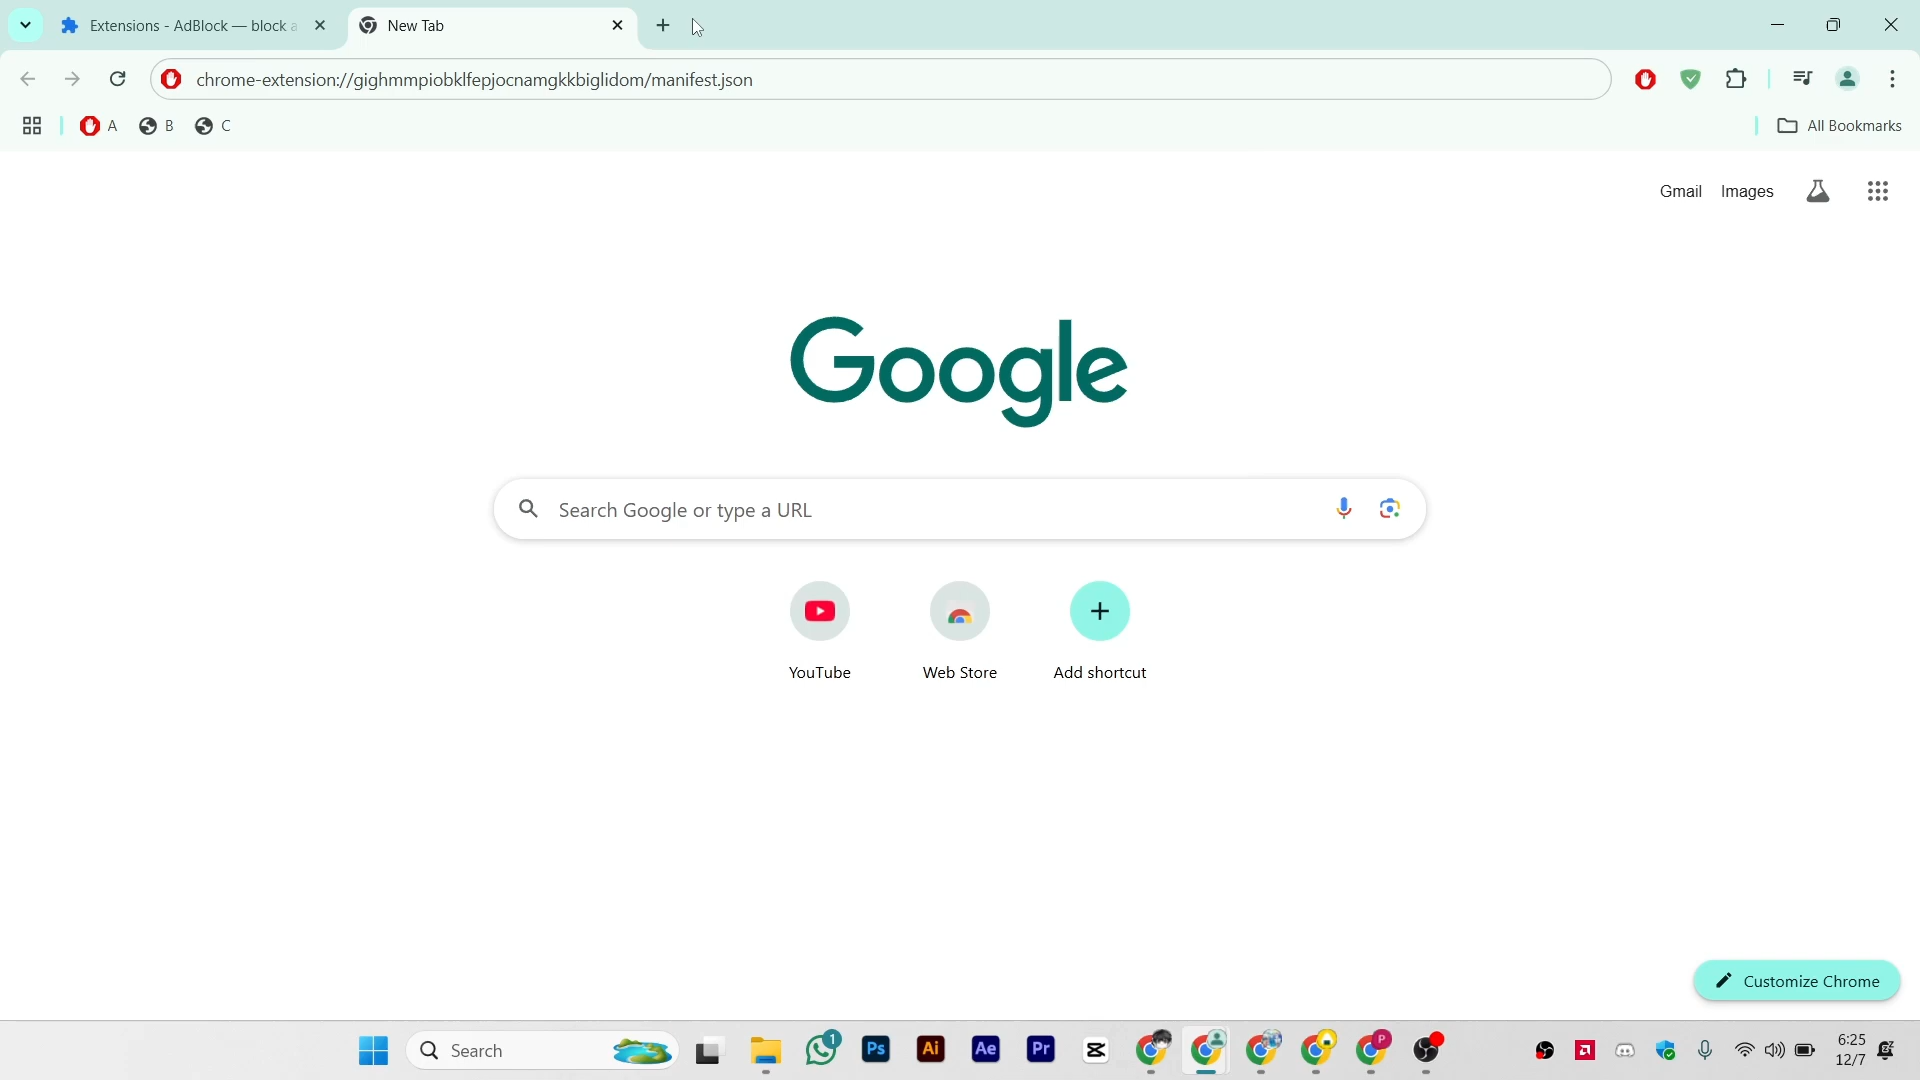 Extensions - AdBlock — block a
New Tab
chrome-extension://gighmmpiobklfepjocnamgkkbiglidom/manifest.json
A
B
C
All Bookmarks
Gmail
Images
Google
Search Google or type a URL
YouTube
Web Store
Add shortcut
Customize Chrome
Search
1
Ps
Ai
Ae
Pr
P
6:25
12/7